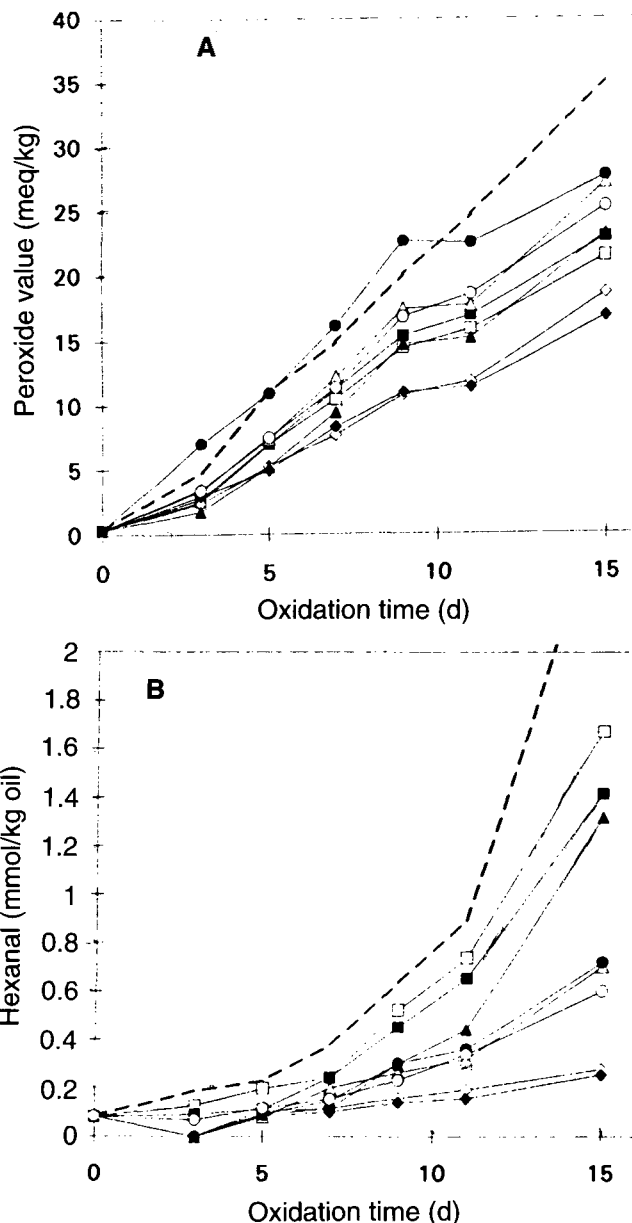 40
A
35
30
25
20
15
10
5
0
Peroxide value (meq/kg)
0 5 10 15
Oxidation time (d)
2
B
1.8
1.6
1.4
1.2
1
0.8
0.6
0.4
0.2
0
Hexanal (mmol/kg oil)
0 5 10 15
Oxidation time (d)